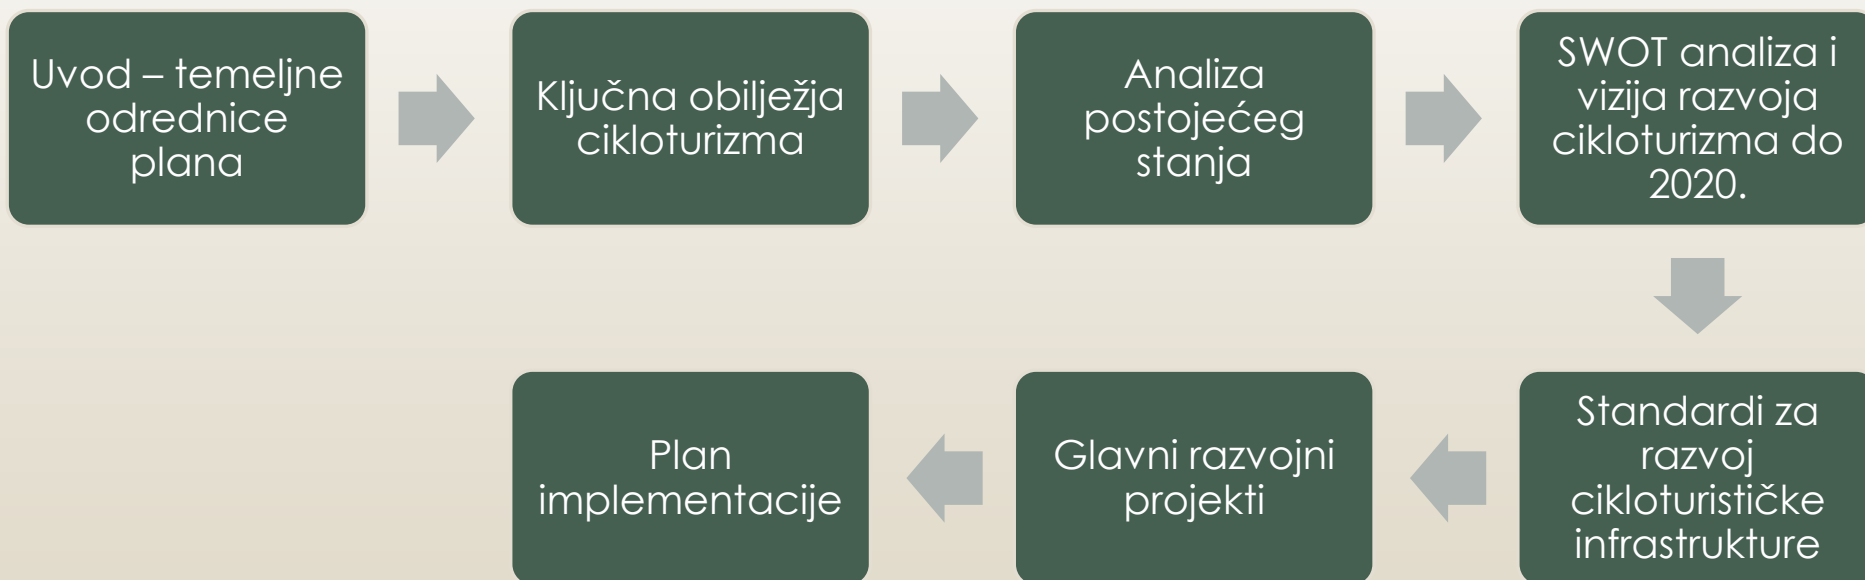 Uvod – temeljne
odrednice
plana
Ključna obilježja
cikloturizma
Analiza
postojećeg
stanja
SWOT analiza i
vizija razvoja
cikloturizma do
2020.
Standardi za
razvoj
cikloturističke
infrastrukture
Glavni razvojni
projekti
Plan
implementacije